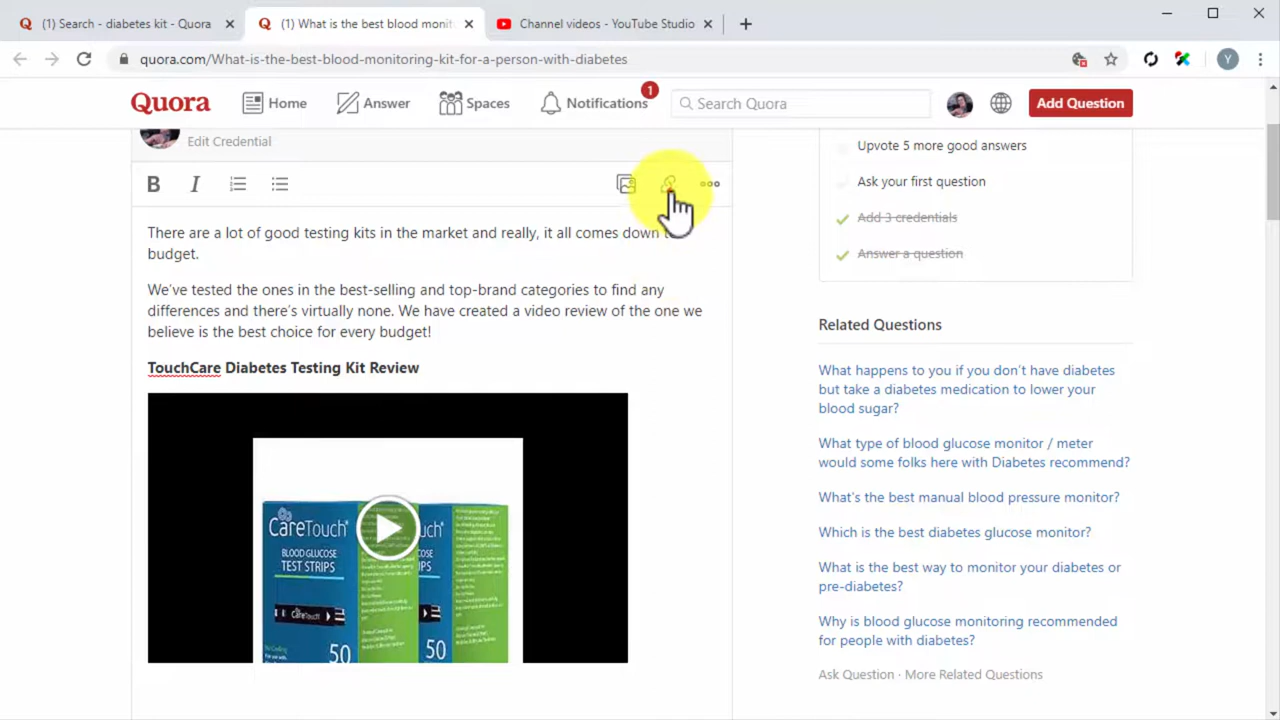 (1) Search - diabetes kit - Quora
(1) What is the best blood monit
Channel videos - YouTube Studio
quora.com/What-is-the-best-blood-monitoring-kit-for-a-person-with-diabetes
Y
Quora
Home
Answer
Spaces
Notifications
1
Search Quora
Add Question
Edit Credential
B I
There are a lot of good testing kits in the market and really, it all comes down
budget.
We've tested the ones in the best-selling and top-brand categories to find any
differences and there's virtually none. We have created a video review of the one we
believe is the best choice for every budget!
TouchCare Diabetes Testing Kit Review
CareTouch
BLOOD GLUCOSE
TEST STRIPS
CareTouch
50
50
Upvote 5 more good answers
Ask your first question
Add 3 credentials
Answer a question
Related Questions
What happens to you if you don't have diabetes
but take a diabetes medication to lower your
blood sugar?
What type of blood glucose monitor / meter
would some folks here with Diabetes recommend?
What's the best manual blood pressure monitor?
Which is the best diabetes glucose monitor?
What is the best way to monitor your diabetes or
pre-diabetes?
Why is blood glucose monitoring recommended
for people with diabetes?
Ask Question · More Related Questions